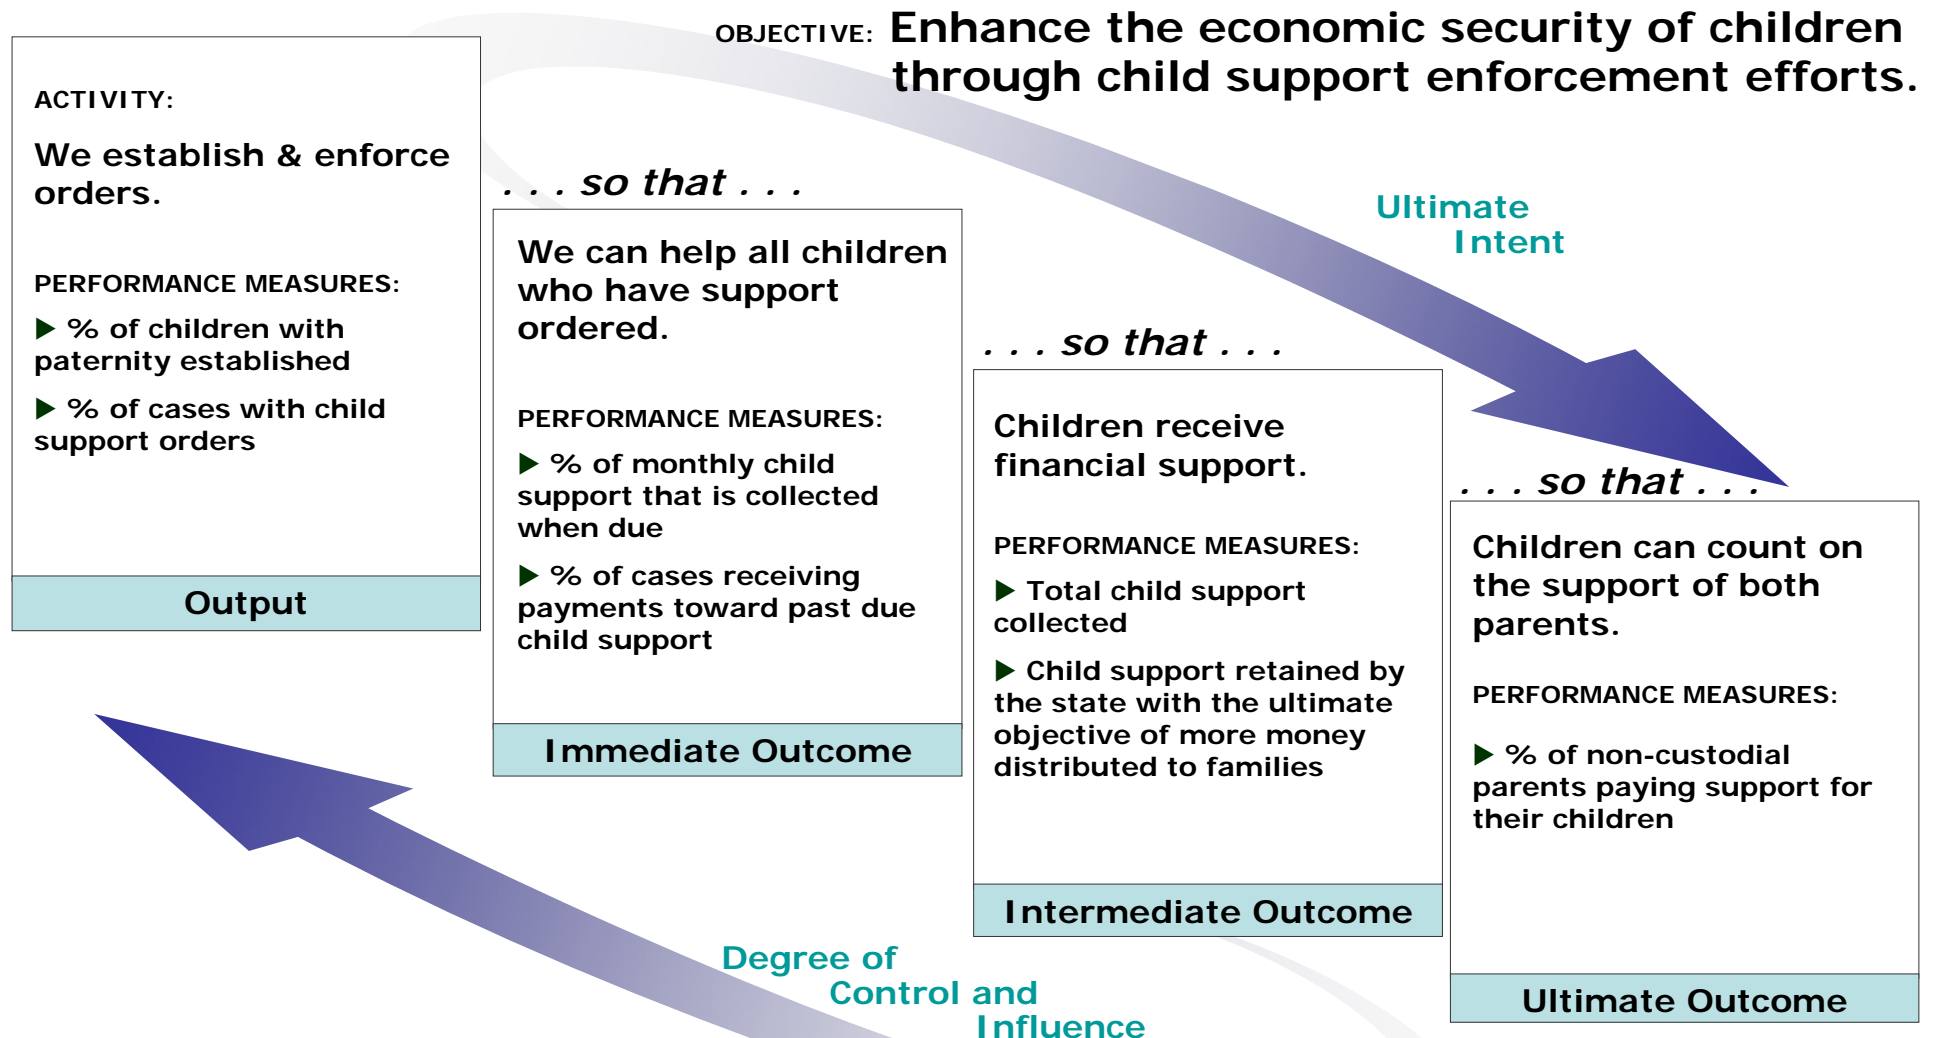 OBJECTIVE: Enhance the economic security of children
through child support enforcement efforts.
ACTIVITY:
We establish & enforce
orders.
PERFORMANCE MEASURES:
▶ % of children with
paternity established
▶ % of cases with child
support orders
Output
. . . so that . . .
We can help all children
who have support
ordered.
PERFORMANCE MEASURES:
▶ % of monthly child
support that is collected
when due
▶ % of cases receiving
payments toward past due
child support
Immediate Outcome
. . . so that . . .
Children receive
financial support.
PERFORMANCE MEASURES:
▶ Total child support
collected
▶ Child support retained by
the state with the ultimate
objective of more money
distributed to families
Intermediate Outcome
Ultimate
Intent
. . . so that . . .
Children can count on
the support of both
parents.
PERFORMANCE MEASURES:
▶ % of non-custodial
parents paying support for
their children
Ultimate Outcome
Degree of
Control and
Influence